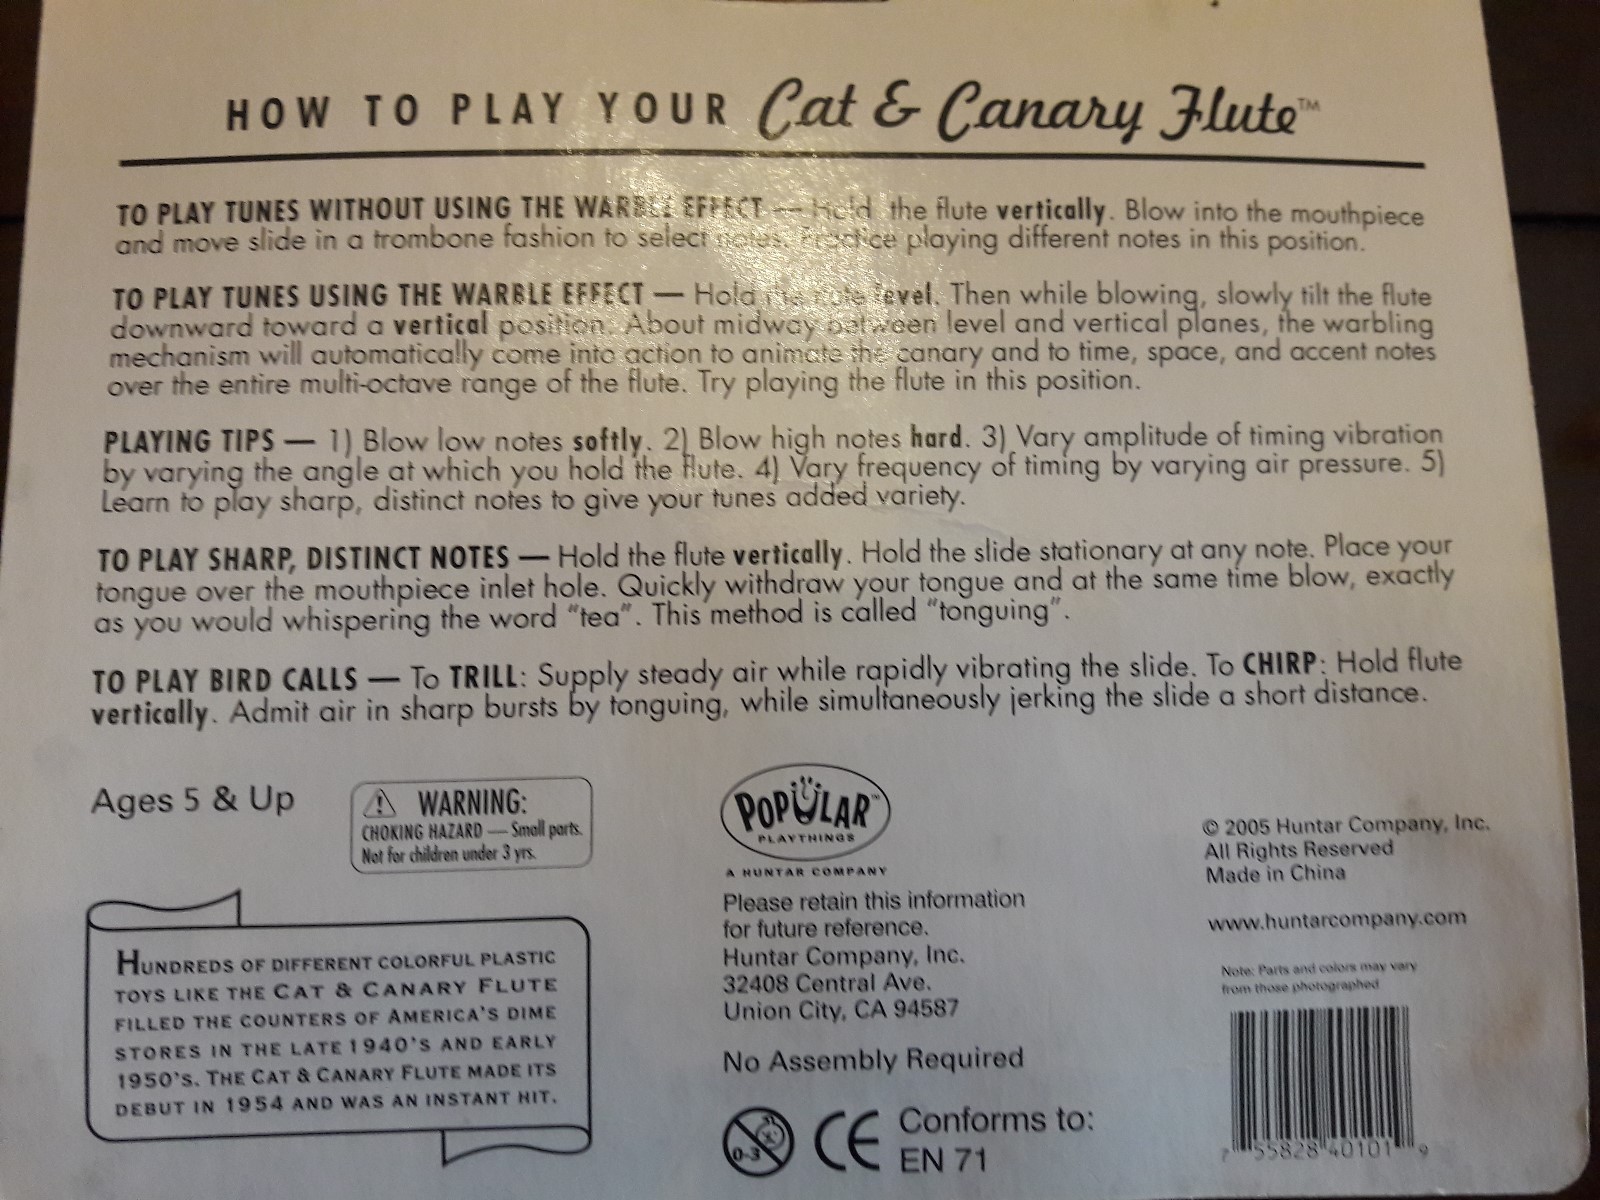 HOW TO PLAY YOUR Cat & Canary Flute™
TO PLAY TUNES WITHOUT USING THE WARBLE EFFECT — Hold the flute vertically. Blow into the mouthpiece
and move slide in a trombone fashion to select notes. Practice playing different notes in this position.
TO PLAY TUNES USING THE WARBLE EFFECT — Hold the flute level. Then while blowing, slowly tilt the flute
downward toward a vertical position. About midway between level and vertical planes, the warbling
mechanism will automatically come into action to animate the canary and to time, space, and accent notes
over the entire multi-octave range of the flute. Try playing the flute in this position.
PLAYING TIPS — 1) Blow low notes softly. 2) Blow high notes hard. 3) Vary amplitude of timing vibration
by varying the angle at which you hold the flute. 4) Vary frequency of timing by varying air pressure. 5)
Learn to play sharp, distinct notes to give your tunes added variety.
TO PLAY SHARP, DISTINCT NOTES — Hold the flute vertically. Hold the slide stationary at any note. Place your
tongue over the mouthpiece inlet hole. Quickly withdraw your tongue and at the same time blow, exactly
as you would whispering the word “tea”. This method is called “tonguing”.
TO PLAY BIRD CALLS — To TRILL: Supply steady air while rapidly vibrating the slide. To CHIRP: Hold flute
vertically. Admit air in sharp bursts by tonguing, while simultaneously jerking the slide a short distance.
Ages 5 & Up
WARNING:
CHOKING HAZARD — Small parts.
Not for children under 3 yrs.
HUNDREDS OF DIFFERENT COLORFUL PLASTIC
TOYS LIKE THE CAT & CANARY FLUTE
FILLED THE COUNTERS OF AMERICA'S DIME
STORES IN THE LATE 1940'S AND EARLY
1950'S. THE CAT & CANARY FLUTE MADE ITS
DEBUT IN 1954 AND WAS AN INSTANT HIT.
POPULAR™
PLAYTHINGS
A HUNTAR COMPANY
Please retain this information
for future reference.
Huntar Company, Inc.
32408 Central Ave.
Union City, CA 94587
No Assembly Required
0-3
CE
Conforms to:
EN 71
© 2005 Huntar Company, Inc.
All Rights Reserved
Made in China
www.huntarcompany.com
Note: Parts and colors may vary
from those photographed
7 55828 40101 9